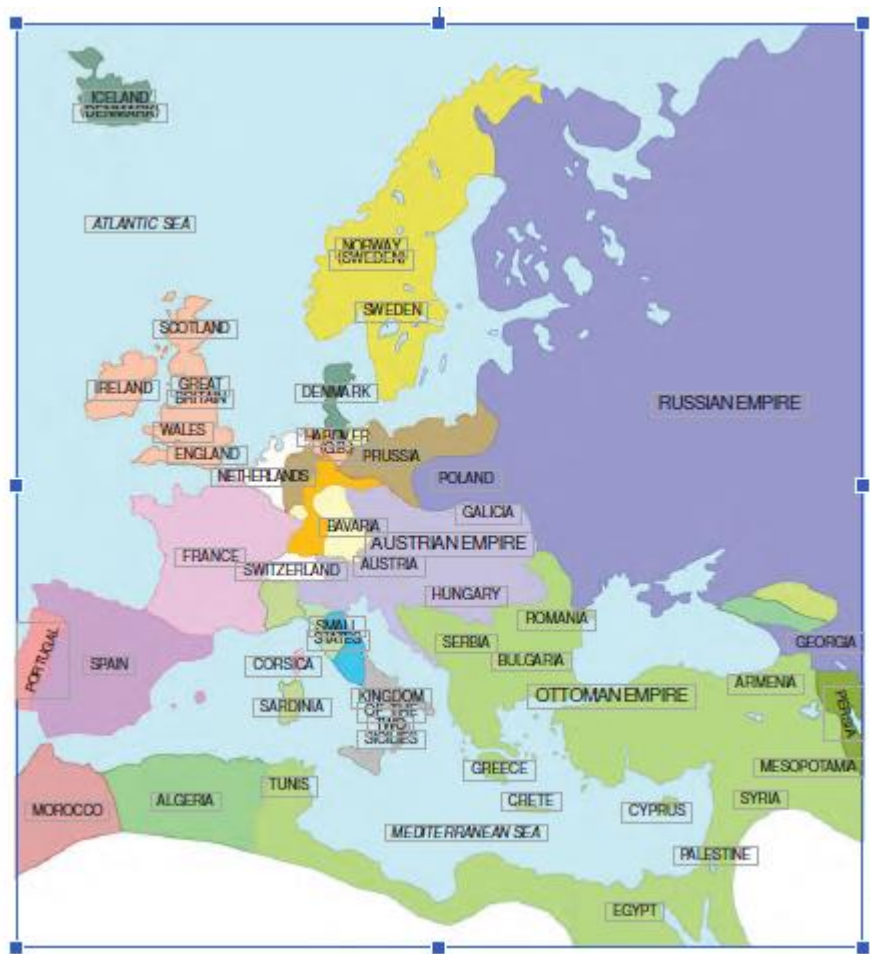 ICELAND
(DENMARK)
ATLANTIC SEA
NORWAY
(SWEDEN)
SWEDEN
SCOTLAND
IRELAND
GREAT
BRITAIN
DENMARK
RUSSIAN EMPIRE
WALES
ENGLAND
HANOVER
(G.B.)
PRUSSIA
NETHERLANDS
POLAND
GALICIA
BAVARIA
AUSTRIAN EMPIRE
FRANCE
SWITZERLAND
AUSTRIA
HUNGARY
ROMANIA
SMALL
STATES
SERBIA
GEORGIA
PORTUGAL
SPAIN
CORSICA
BULGARIA
ARMENIA
KINGDOM
OF THE
TWO
SICILIES
OTTOMAN EMPIRE
SARDINIA
PERSIA
GREECE
MESOPOTAMIA
TUNIS
MOROCCO
ALGERIA
CRETE
CYPRUS
SYRIA
MEDITERRANEAN SEA
PALESTINE
EGYPT